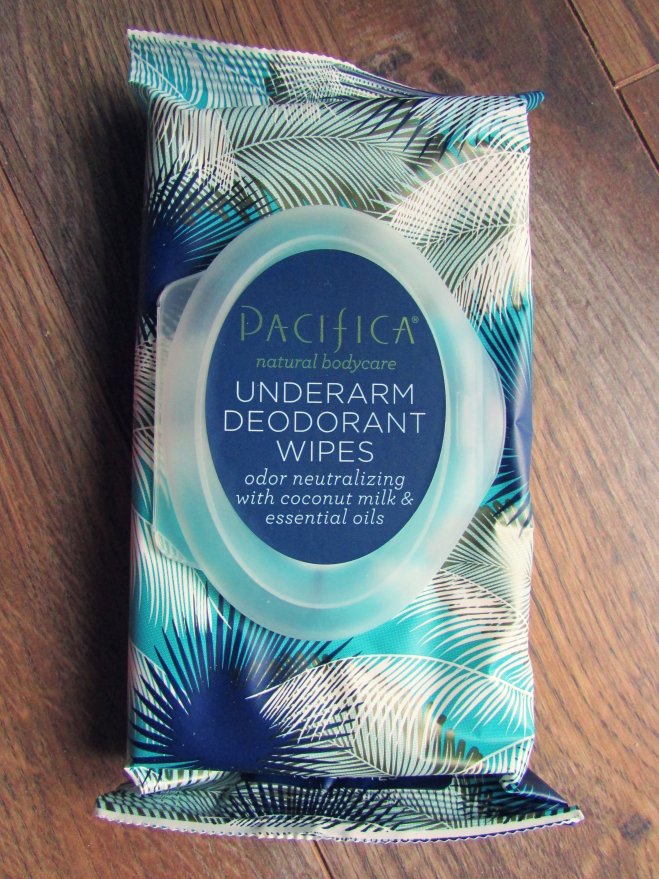 PACIFICA®
natural bodycare
UNDERARM
DEODORANT
WIPES
odor neutralizing
with coconut milk &
essential oils